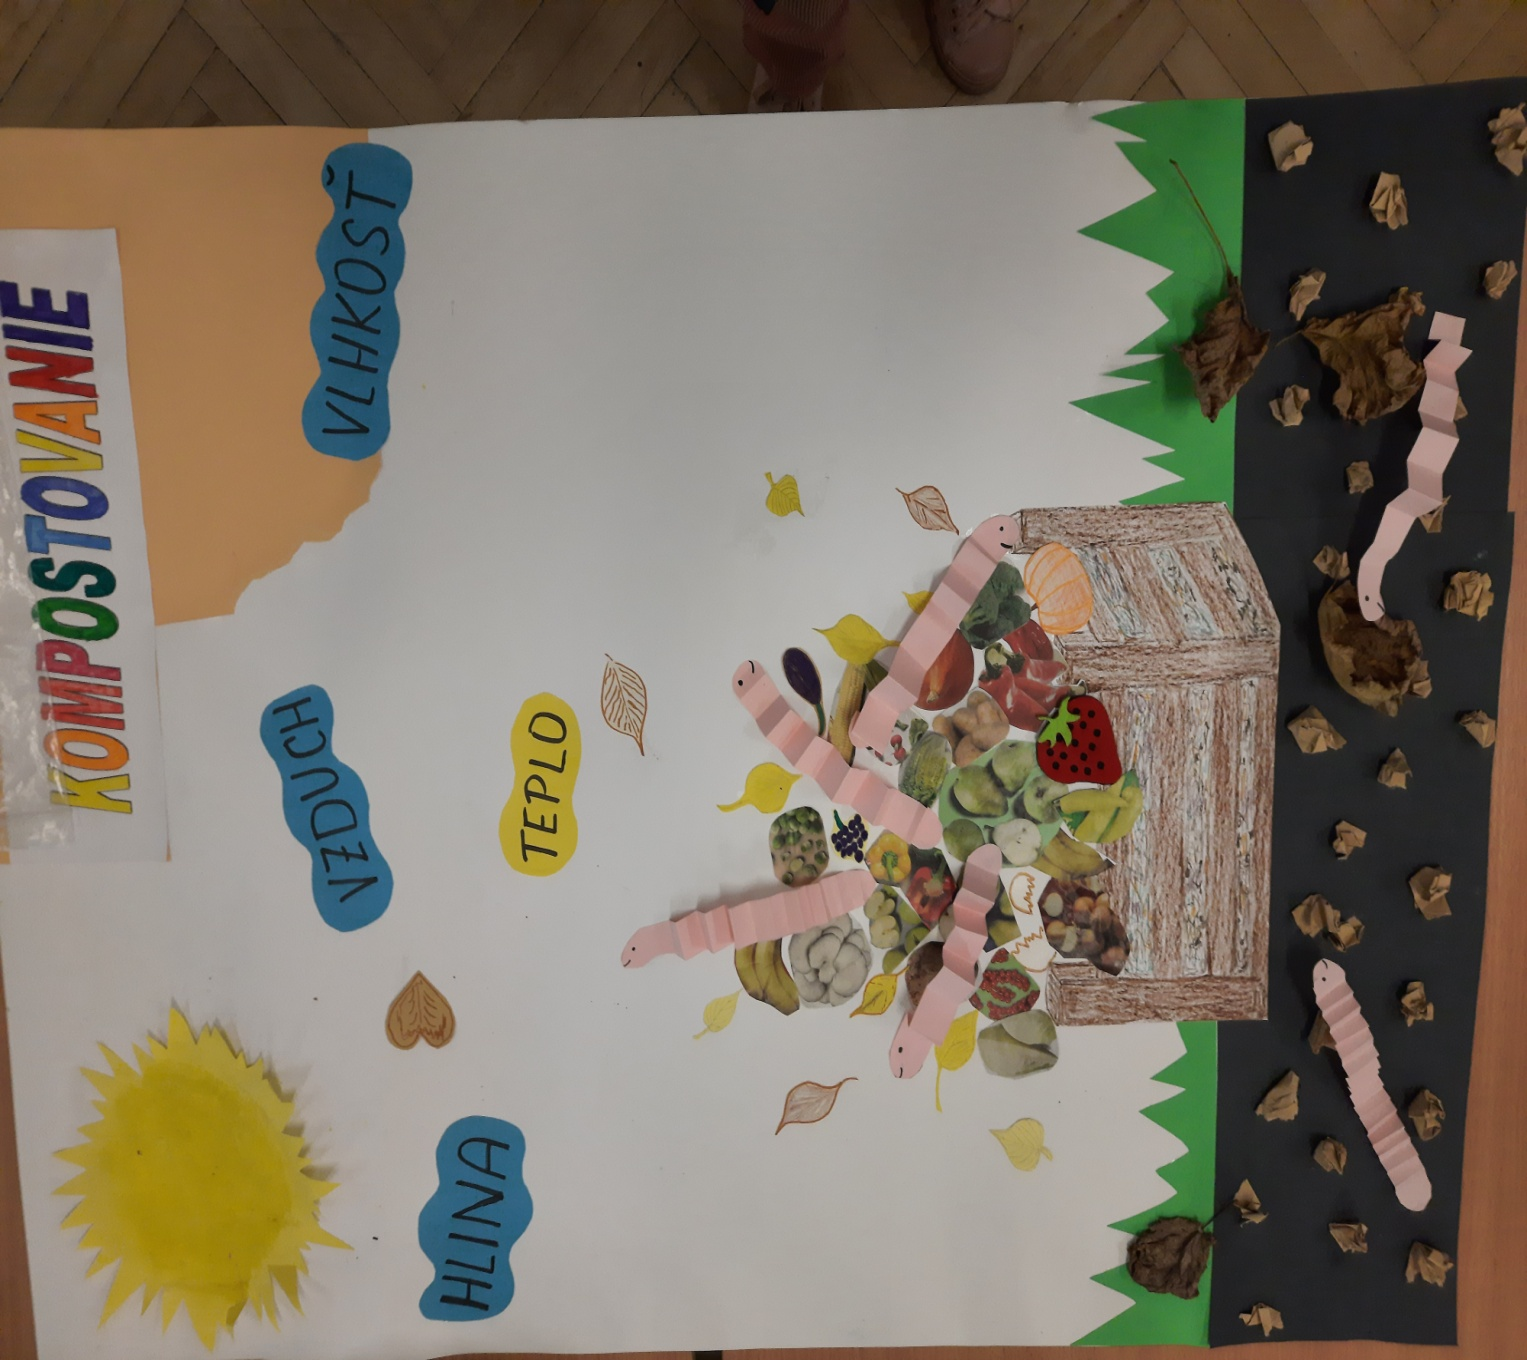 KOMPOSTOVANIE
VLHKOSŤ
VZDUCH
TEPLO
HLINA